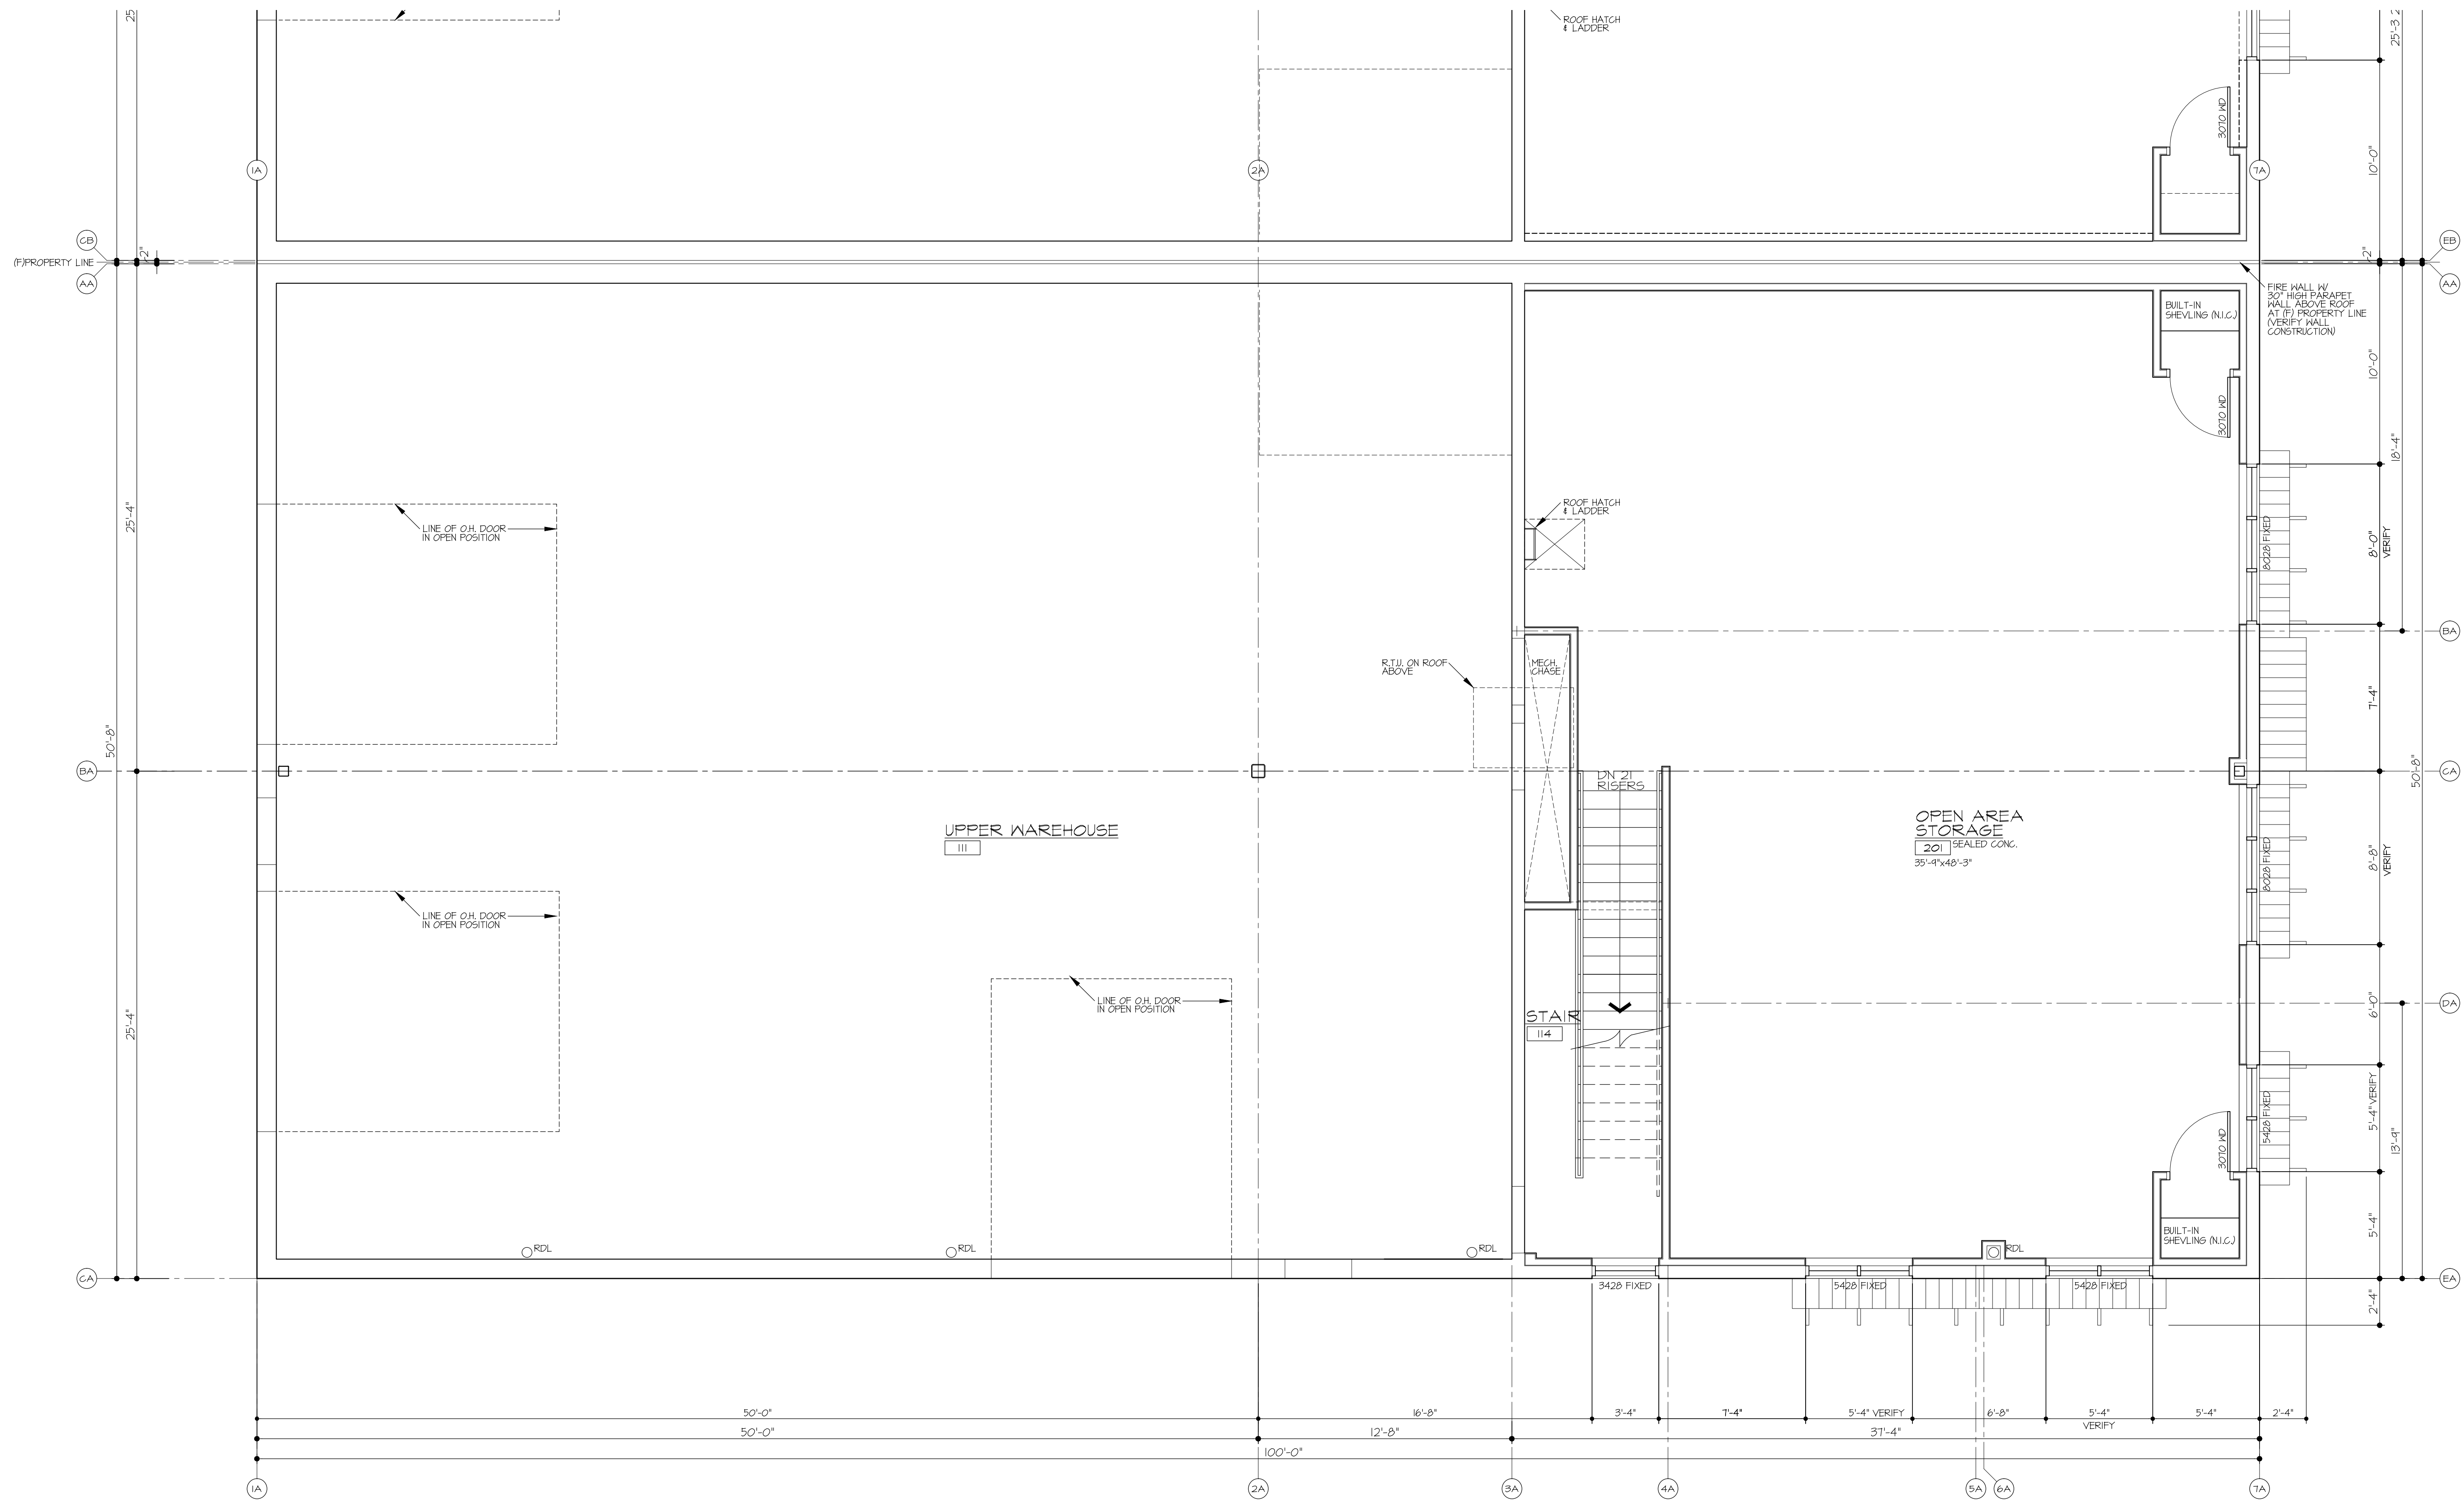 25'
25'-3 2
ROOF HATCH
& LADDER
3070 WD
10'-0"
1A
2A
7A
CB
EB
(F)PROPERTY LINE
-2"
-2"
AA
AA
FIRE WALL W/
30" HIGH PARAPET
WALL ABOVE ROOF
AT (F) PROPERTY LINE
(VERIFY WALL
CONSTRUCTION)
BUILT-IN
SHEVLING (N.I.C.)
10'-0"
3070 WD
18'-4"
25'-4"
ROOF HATCH
& LADDER
LINE OF O.H. DOOR
IN OPEN POSITION
8028 FIXED
8'-0"
VERIFY
BA
R.T.U. ON ROOF
ABOVE
MECH.
CHASE
7'-4"
50'-8"
50'-8"
BA
CA
DN 21
RISERS
UPPER WAREHOUSE
111
OPEN AREA
STORAGE
201 SEALED CONC.
35'-9"x48'-3"
8028 FIXED
8'-8"
VERIFY
LINE OF O.H. DOOR
IN OPEN POSITION
LINE OF O.H. DOOR
IN OPEN POSITION
STAIR
114
DA
6'-0"
25'-4"
5428 FIXED
5'-4" VERIFY
3070 WD
13'-9"
BUILT-IN
SHEVLING (N.I.C.)
5'-4"
RDL
RDL
RDL
RDL
CA
EA
3428 FIXED
5428 FIXED
5428 FIXED
2'-4"
50'-0"
16'-8"
3'-4"
7'-4"
5'-4" VERIFY
6'-8"
5'-4"
VERIFY
5'-4"
2'-4"
50'-0"
12'-8"
37'-4"
100'-0"
1A
2A
3A
4A
5A
6A
7A